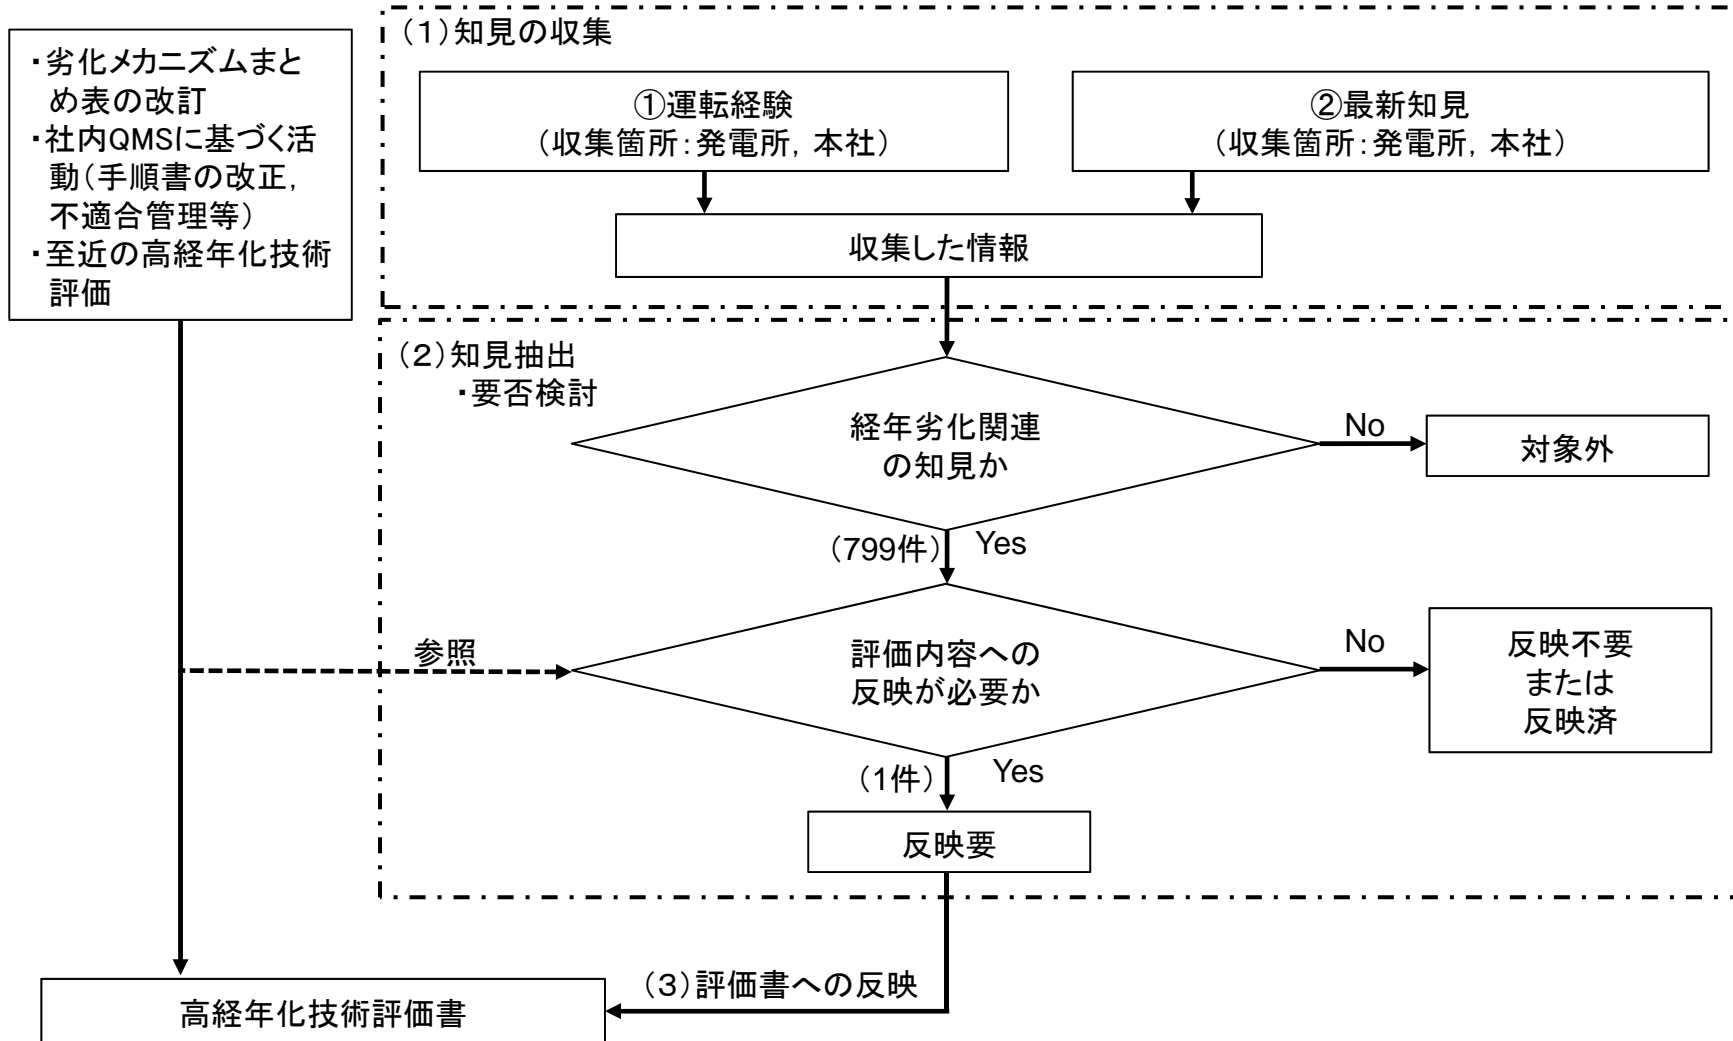 ・劣化メカニズムまと
め表の改訂
・社内QMSに基づく活
動（手順書の改正，
不適合管理等）
・至近の高経年化技術
評価
（１）知見の収集
①運転経験
（収集箇所：発電所，本社）
②最新知見
（収集箇所：発電所，本社）
収集した情報
（２）知見抽出
・要否検討
経年劣化関連
の知見か
No
対象外
（799件）
Yes
参照
評価内容への
反映が必要か
No
反映不要
または
反映済
（1件）
Yes
反映要
（３）評価書への反映
高経年化技術評価書